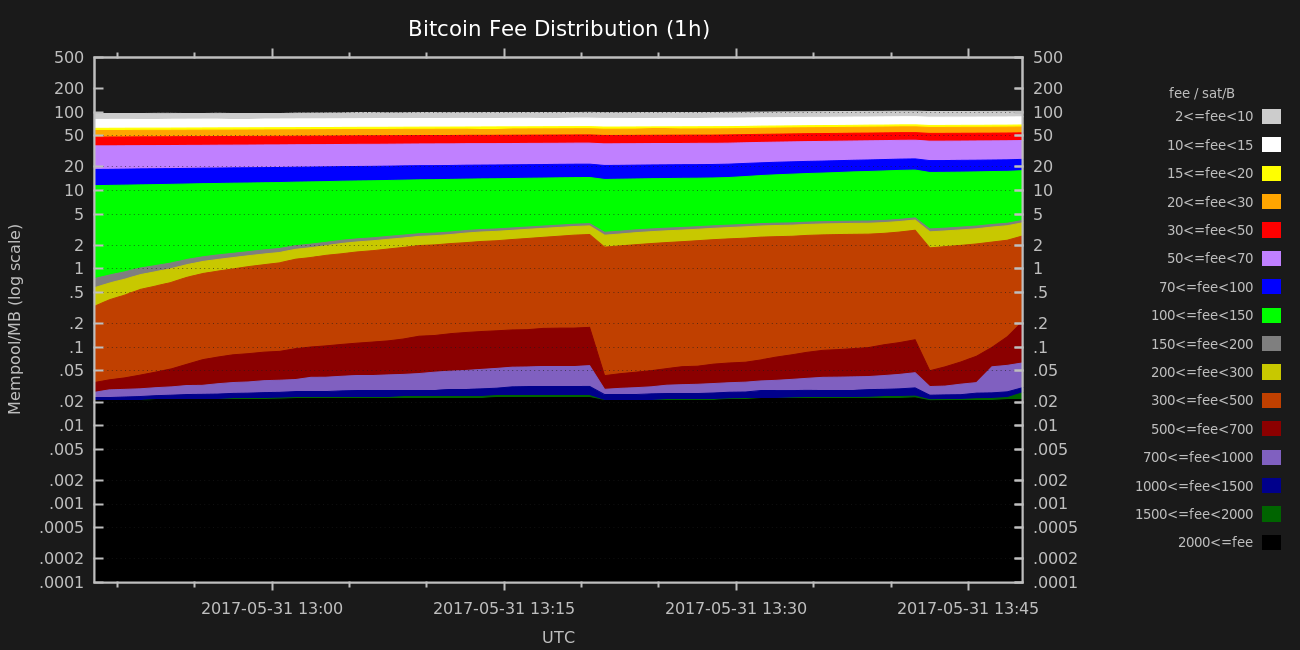 Bitcoin Fee Distribution (1h)
Mempool/MB (log scale)
500
200
100
50
20
10
5
2
1
.5
.2
.1
.05
.02
.01
.005
.002
.001
.0005
.0002
.0001
500
200
100
50
20
10
5
2
1
.5
.2
.1
.05
.02
.01
.005
.002
.001
.0005
.0002
.0001
2017-05-31 13:00
2017-05-31 13:15
2017-05-31 13:30
2017-05-31 13:45
UTC
fee / sat/B
2<=fee<10
10<=fee<15
15<=fee<20
20<=fee<30
30<=fee<50
50<=fee<70
70<=fee<100
100<=fee<150
150<=fee<200
200<=fee<300
300<=fee<500
500<=fee<700
700<=fee<1000
1000<=fee<1500
1500<=fee<2000
2000<=fee